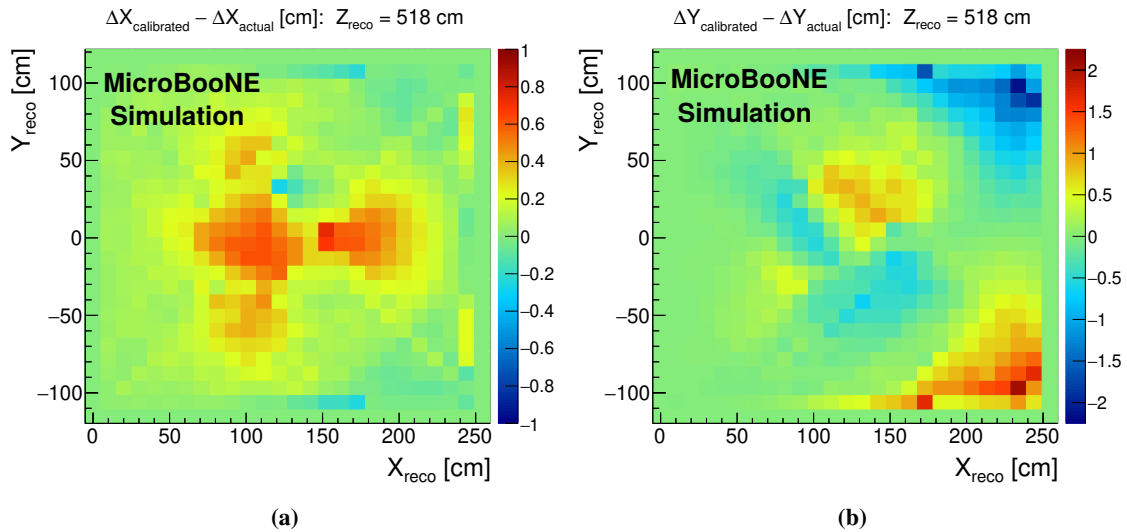 ΔX_calibrated − ΔX_actual [cm]: Z_reco = 518 cm
MicroBooNE
Simulation
Y_reco [cm]
100
50
0
−50
−100
0 50 100 150 200 250
X_reco [cm]
1
0.8
0.6
0.4
0.2
0
−0.2
−0.4
−0.6
−0.8
−1
(a)
ΔY_calibrated − ΔY_actual [cm]: Z_reco = 518 cm
MicroBooNE
Simulation
Y_reco [cm]
100
50
0
−50
−100
0 50 100 150 200 250
X_reco [cm]
2
1.5
1
0.5
0
−0.5
−1
−1.5
−2
(b)